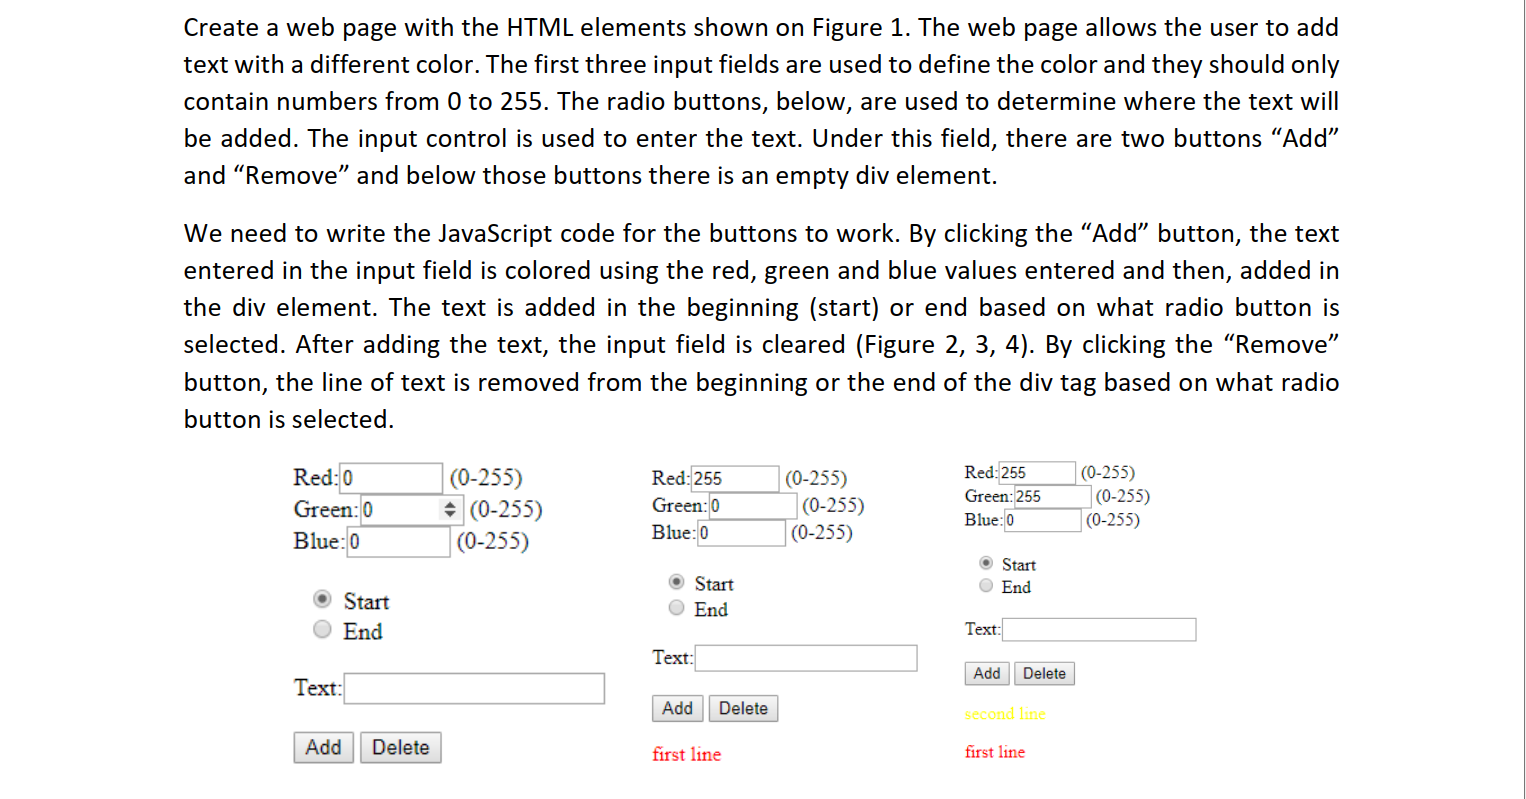 Create a web page with the HTML elements shown on Figure 1. The web page allows the user to add
text with a different color. The first three input fields are used to define the color and they should only
contain numbers from 0 to 255. The radio buttons, below, are used to determine where the text will
be added. The input control is used to enter the text. Under this field, there are two buttons “Add”
and “Remove” and below those buttons there is an empty div element.
We need to write the JavaScript code for the buttons to work. By clicking the “Add” button, the text
entered in the input field is colored using the red, green and blue values entered and then, added in
the div element. The text is added in the beginning (start) or end based on what radio button is
selected. After adding the text, the input field is cleared (Figure 2, 3, 4). By clicking the “Remove”
button, the line of text is removed from the beginning or the end of the div tag based on what radio
button is selected.
Red: 0 (0-255)
Green: 0 (0-255)
Blue: 0 (0-255)
Start
End
Text:
Add Delete
Red: 255 (0-255)
Green: 0 (0-255)
Blue: 0 (0-255)
Start
End
Text:
Add Delete
first line
Red: 255 (0-255)
Green: 255 (0-255)
Blue: 0 (0-255)
Start
End
Text:
Add Delete
second line
first line